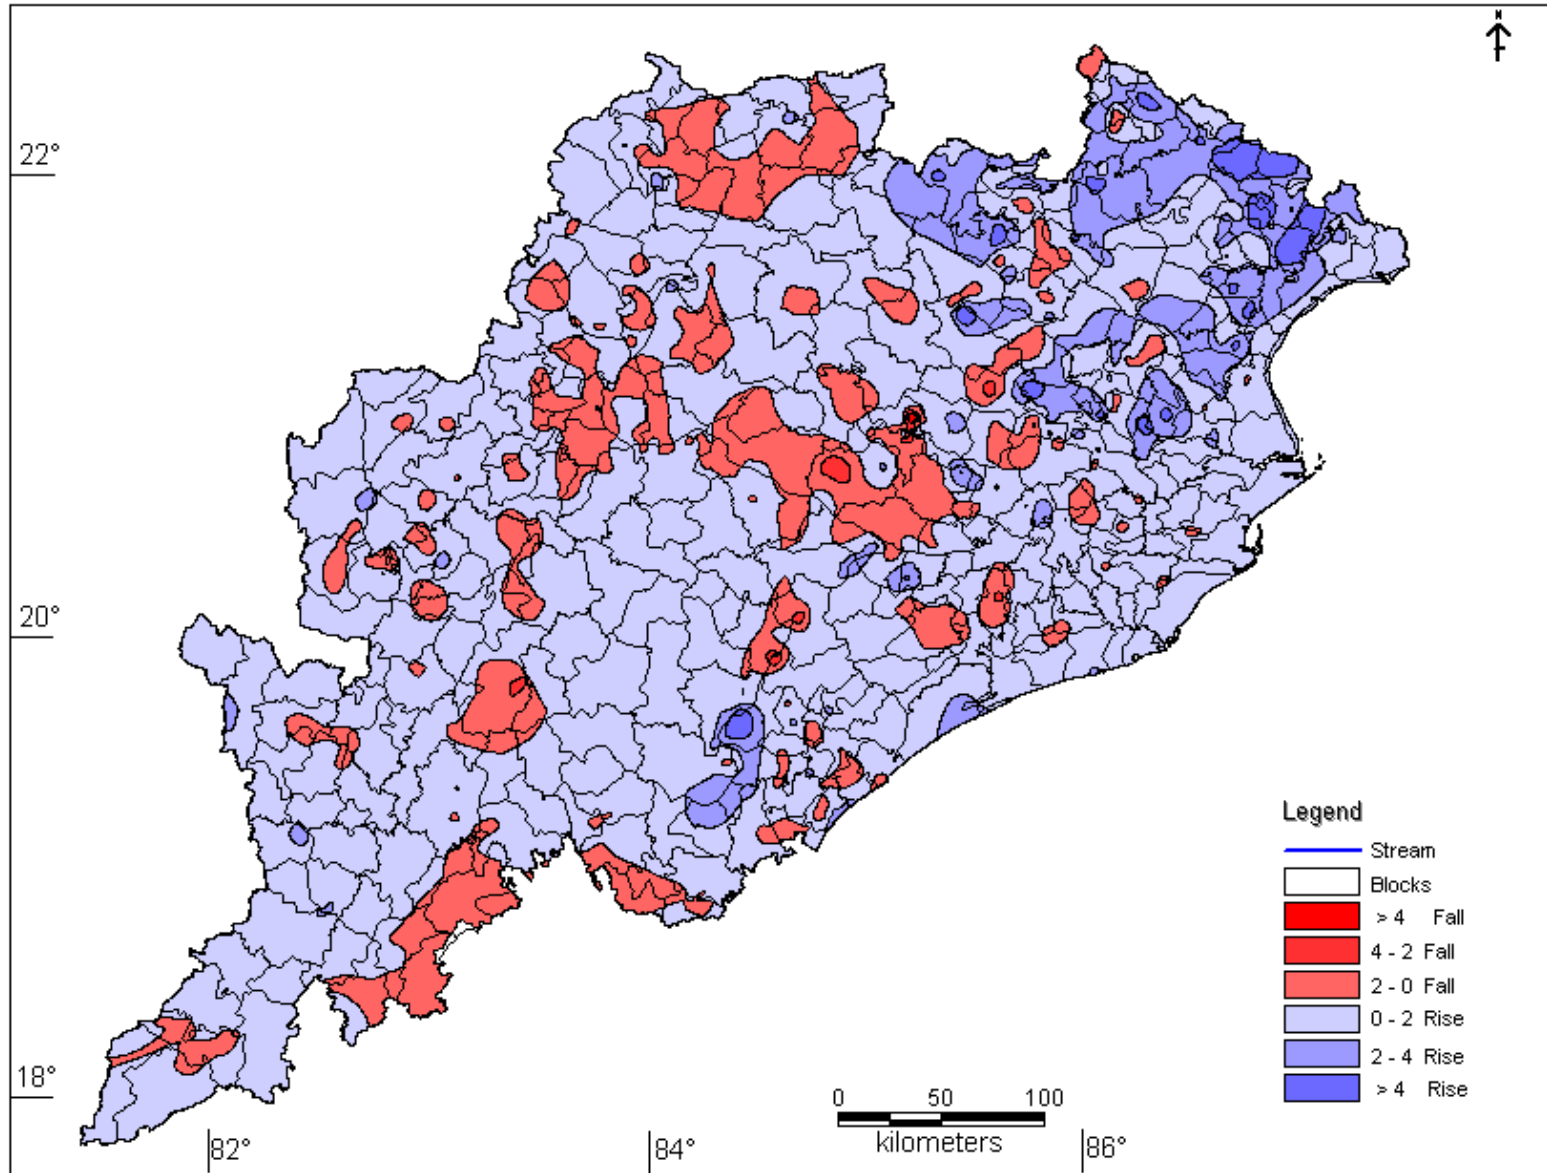 N
22°
20°
18°
82°
84°
86°
0 50 100
kilometers
Legend
Stream
Blocks
> 4 Fall
4 - 2 Fall
2 - 0 Fall
0 - 2 Rise
2 - 4 Rise
> 4 Rise